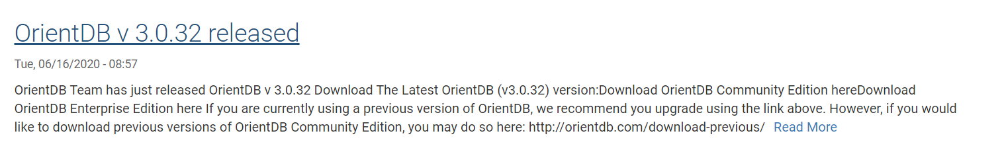 OrientDB v 3.0.32 released
Tue, 06/16/2020 - 08:57
OrientDB Team has just released OrientDB v 3.0.32 Download The Latest OrientDB (v3.0.32) version:Download OrientDB Community Edition hereDownload
OrientDB Enterprise Edition here If you are currently using a previous version of OrientDB, we recommend you upgrade using the link above. However, if you would
like to download previous versions of OrientDB Community Edition, you may do so here: http://orientdb.com/download-previous/ Read More